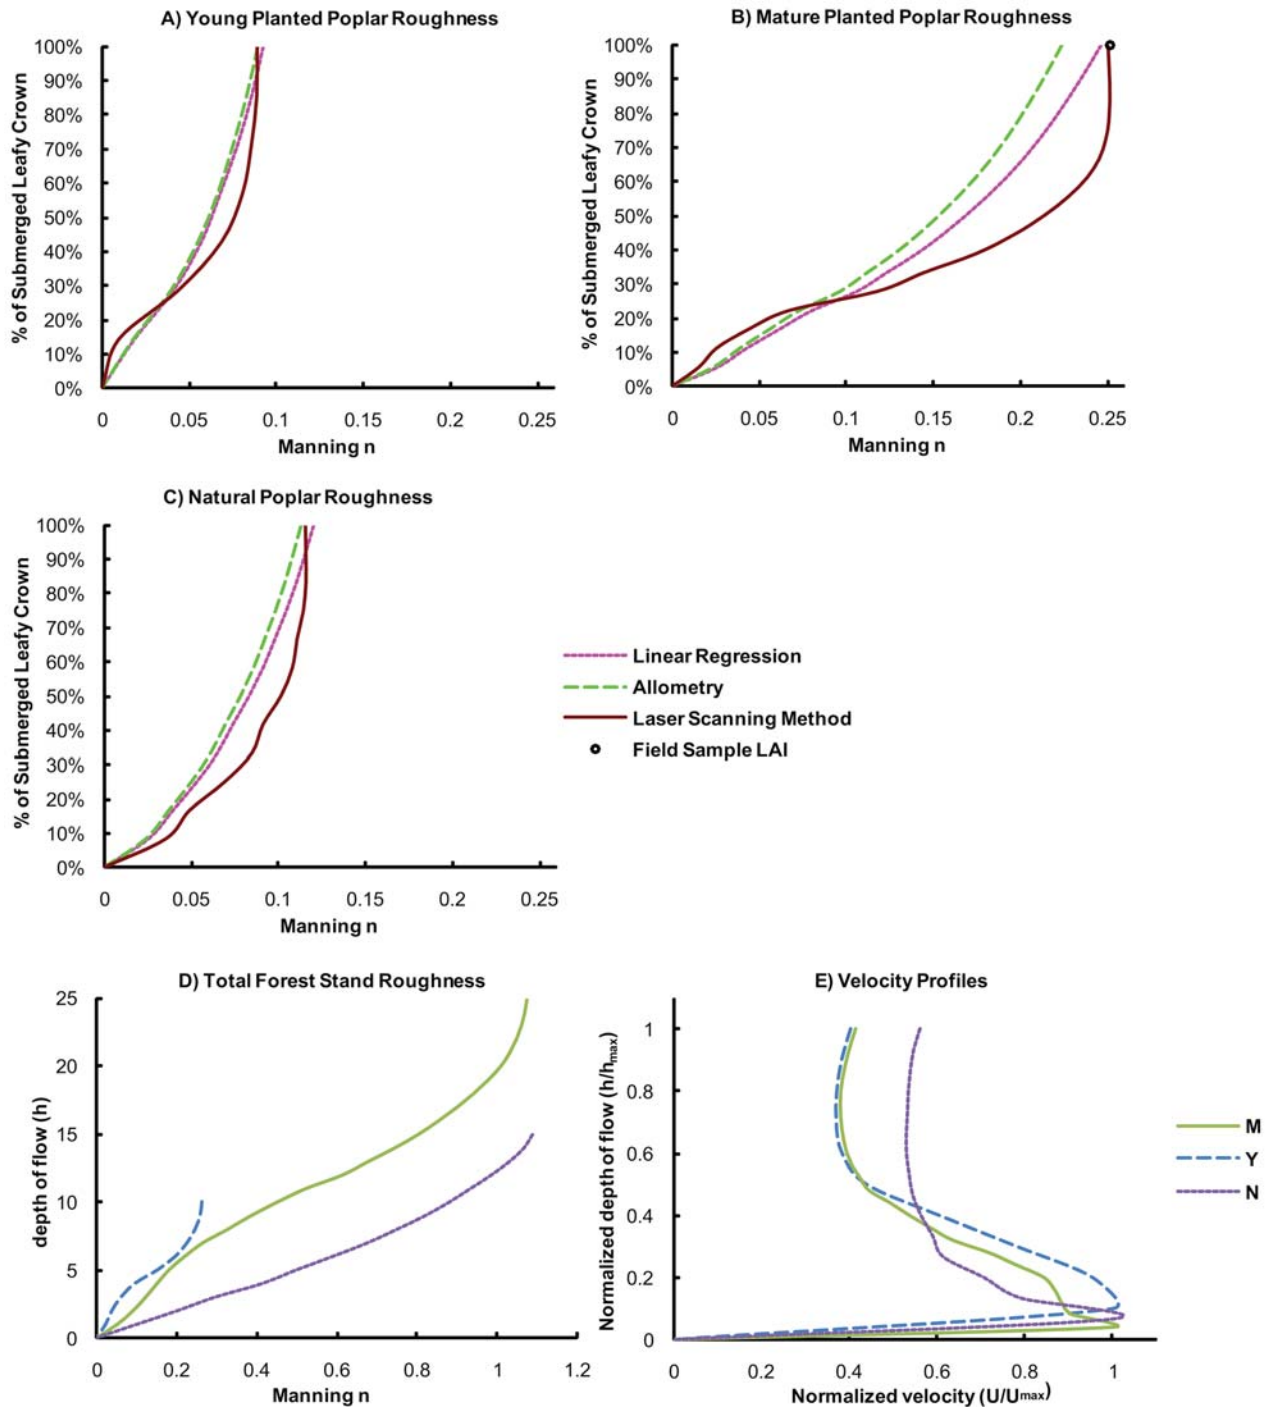 A) Young Planted Poplar Roughness
% of Submerged Leafy Crown
100%
90%
80%
70%
60%
50%
40%
30%
20%
10%
0%
0 0.05 0.1 0.15 0.2 0.25
Manning n
B) Mature Planted Poplar Roughness
% of Submerged Leafy Crown
100%
90%
80%
70%
60%
50%
40%
30%
20%
10%
0%
0 0.05 0.1 0.15 0.2 0.25
Manning n
C) Natural Poplar Roughness
% of Submerged Leafy Crown
100%
90%
80%
70%
60%
50%
40%
30%
20%
10%
0%
0 0.05 0.1 0.15 0.2 0.25
Manning n
Linear Regression
Allometry
Laser Scanning Method
Field Sample LAI
D) Total Forest Stand Roughness
depth of flow (h)
25
20
15
10
5
0
0 0.2 0.4 0.6 0.8 1 1.2
Manning n
E) Velocity Profiles
Normalized depth of flow (h/hmax)
1
0.8
0.6
0.4
0.2
0
0 0.2 0.4 0.6 0.8 1
Normalized velocity (U/Umax)
M
Y
N